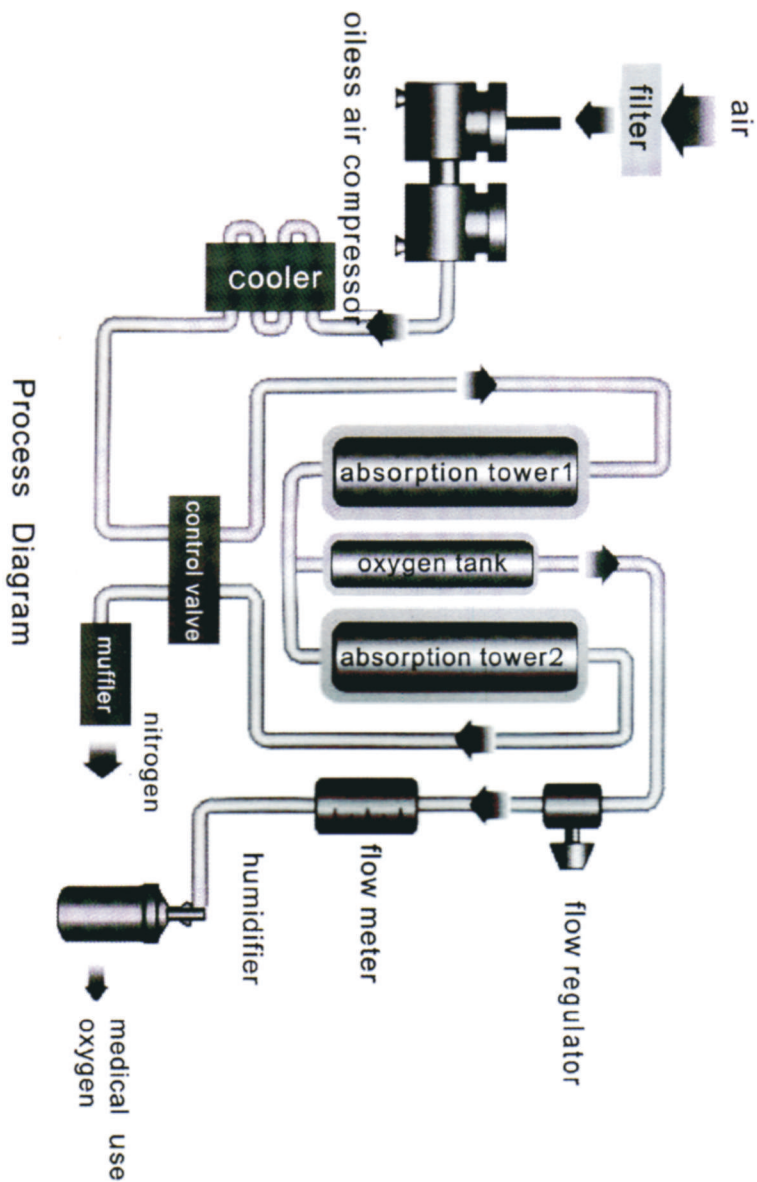 air
filter
oiless air compressor
cooler
absorption tower1
oxygen tank
absorption tower2
control valve
muffler
nitrogen
flow regulator
flow meter
humidifier
medical use
oxygen
Process Diagram